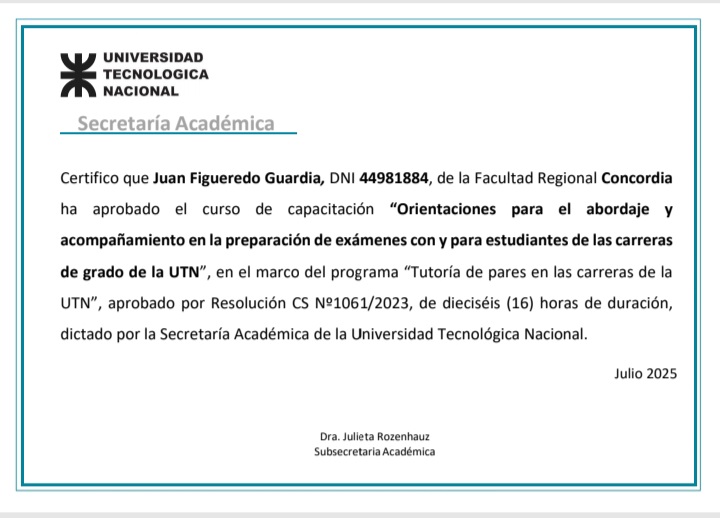 UNIVERSIDAD
TECNOLOGICA
NACIONAL
Secretaría Académica
Certifico que Juan Figueredo Guardia, DNI 44981884, de la Facultad Regional Concordia
ha aprobado el curso de capacitación “Orientaciones para el abordaje y
acompañamiento en la preparación de exámenes con y para estudiantes de las carreras
de grado de la UTN”, en el marco del programa “Tutoría de pares en las carreras de la
UTN”, aprobado por Resolución CS Nº1061/2023, de dieciséis (16) horas de duración,
dictado por la Secretaría Académica de la Universidad Tecnológica Nacional.
Julio 2025
Dra. Julieta Rozenhauz
Subsecretaria Académica